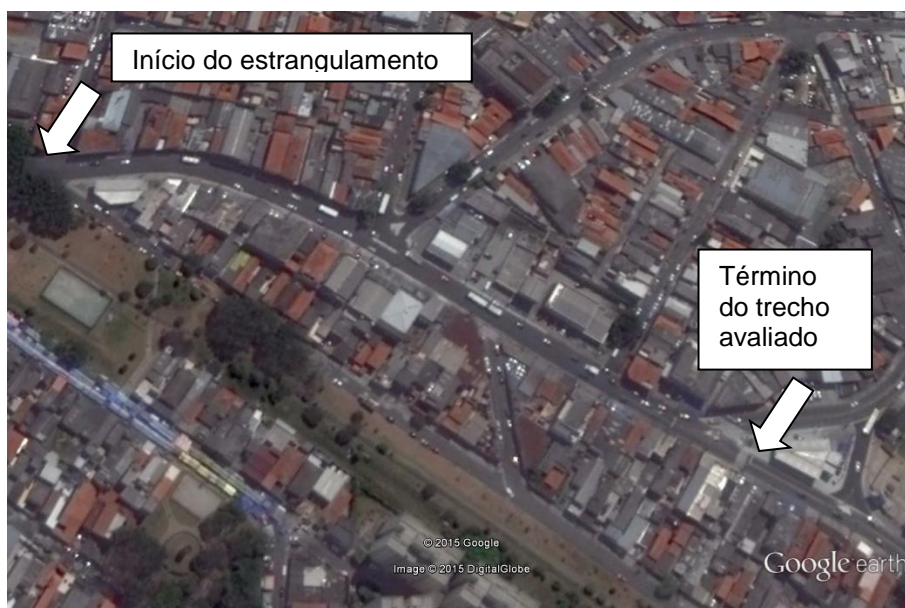 Início do estrangulamento
Término
do trecho
avaliado
© 2015 Google
Image © 2015 DigitalGlobe
Google earth